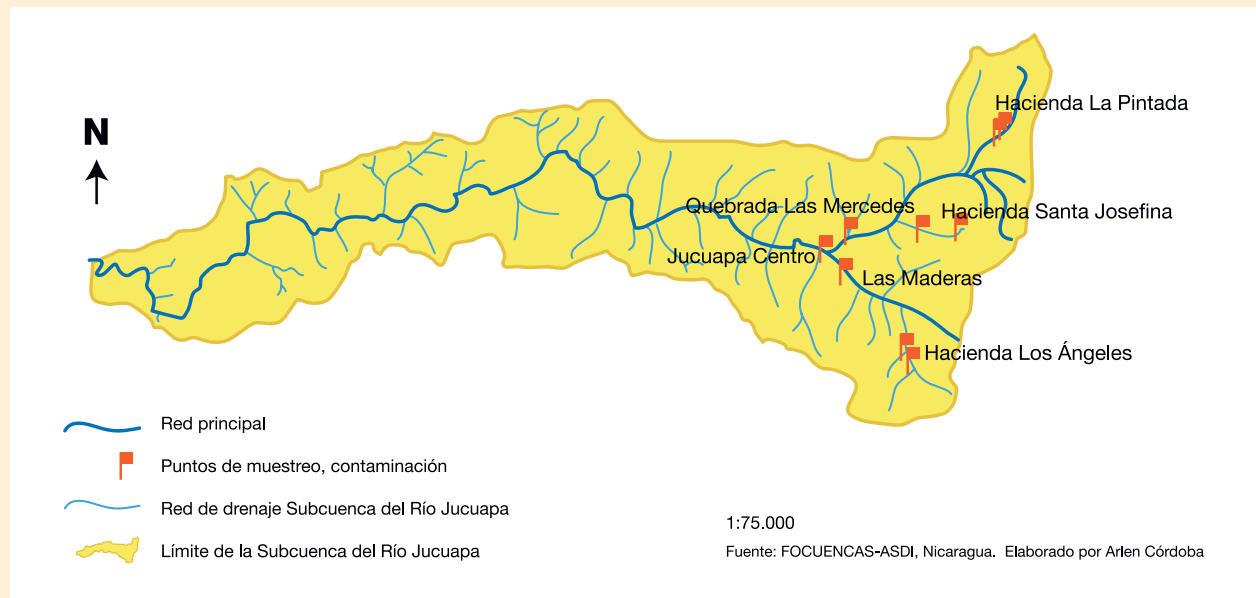 N
Hacienda La Pintada
Quebrada Las Mercedes
Hacienda Santa Josefina
Jucuapa Centro
Las Maderas
Hacienda Los Ángeles
Red principal
Puntos de muestreo, contaminación
Red de drenaje Subcuenca del Río Jucuapa
Límite de la Subcuenca del Río Jucuapa
1:75.000
Fuente: FOCUENCAS-ASDI, Nicaragua. Elaborado por Arlen Córdoba